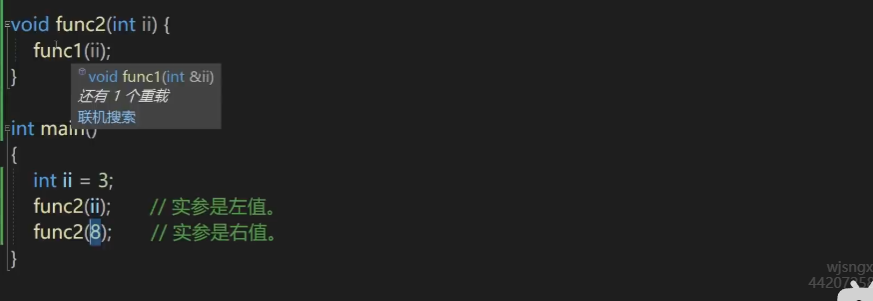 void func2(int ii) {
func1(ii);
}
void func1(int &ii)
还有 1 个重载
联机搜索
int main()
{
int ii = 3;
func2(ii); // 实参是左值。
func2(8); // 实参是右值。
}
wjsngx